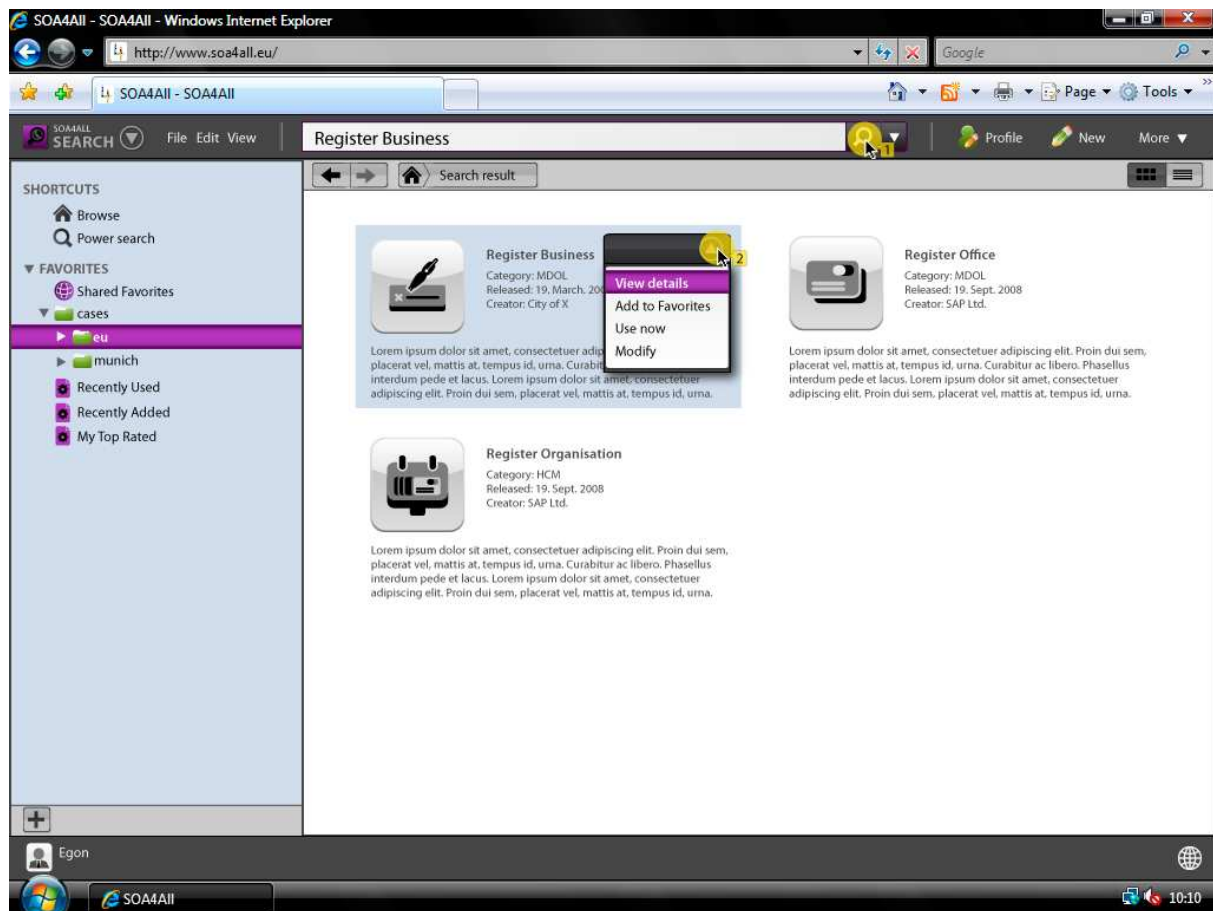 SOA4All - SOA4All - Windows Internet Explorer
http://www.soa4all.eu/
Google
SOA4All - SOA4All
Page
Tools
»
SOA4ALL
SEARCH
File Edit View
Register Business
1
Profile
New
More
SHORTCUTS
Browse
Power search
FAVORITES
Shared Favorites
cases
eu
munich
Recently Used
Recently Added
My Top Rated
Search result
Register Business
Category: MDOL
Released: 19. March. 20
Creator: City of X
2
View details
Add to Favorites
Use now
Modify
Lorem ipsum dolor sit amet, consectetuer adip
placerat vel, mattis at, tempus id, urna. Curabit
interdum pede et lacus. Lorem ipsum dolor sit amet, consectetuer
adipiscing elit. Proin dui sem, placerat vel, mattis at, tempus id, urna.
Register Office
Category: MDOL
Released: 19. Sept. 2008
Creator: SAP Ltd.
Lorem ipsum dolor sit amet, consectetuer adipiscing elit. Proin dui sem,
placerat vel, mattis at, tempus id, urna. Curabitur ac libero. Phasellus
interdum pede et lacus. Lorem ipsum dolor sit amet, consectetuer
adipiscing elit. Proin dui sem, placerat vel, mattis at, tempus id, urna.
Register Organisation
Category: HCM
Released: 19. Sept. 2008
Creator: SAP Ltd.
Lorem ipsum dolor sit amet, consectetuer adipiscing elit. Proin dui sem,
placerat vel, mattis at, tempus id, urna. Curabitur ac libero. Phasellus
interdum pede et lacus. Lorem ipsum dolor sit amet, consectetuer
adipiscing elit. Proin dui sem, placerat vel, mattis at, tempus id, urna.
Egon
SOA4All
10:10